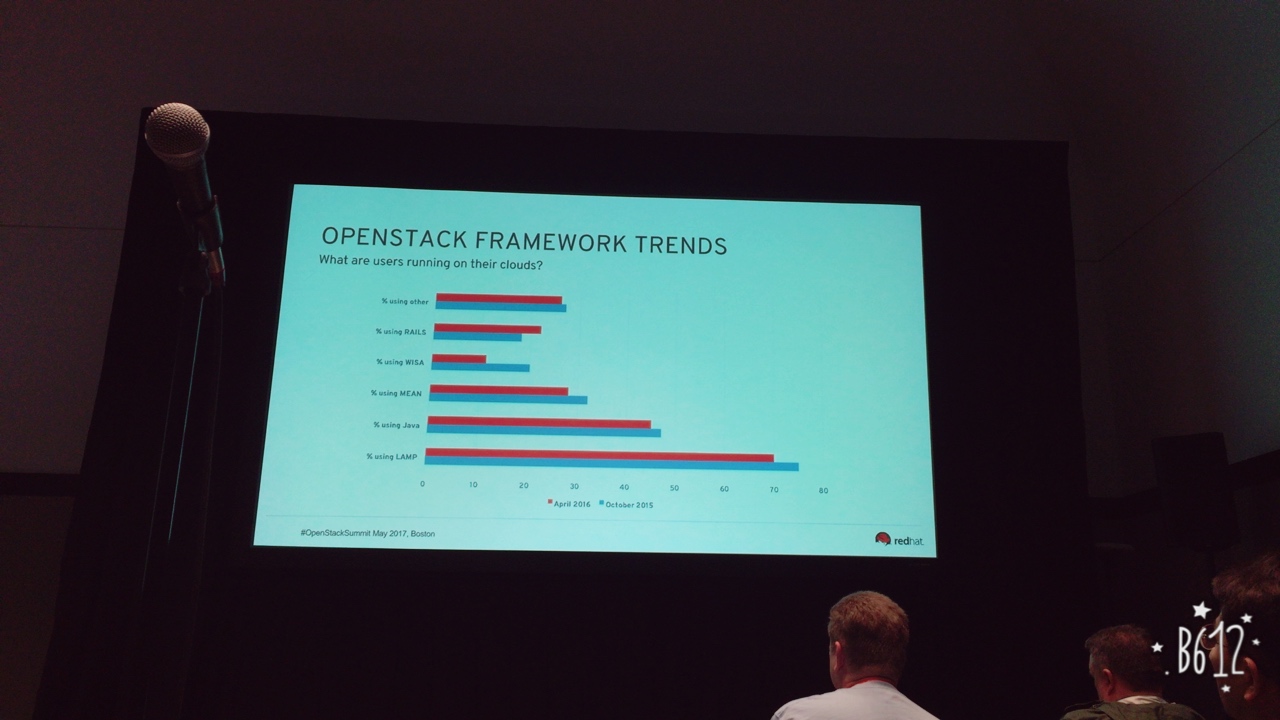 OPENSTACK FRAMEWORK TRENDS
What are users running on their clouds?
% using other
% using RAILS
% using WISA
% using MEAN
% using Java
% using LAMP
0 10 20 30 40 50 60 70 80
April 2016 October 2015
#OpenStackSummit May 2017, Boston
redhat.
B612